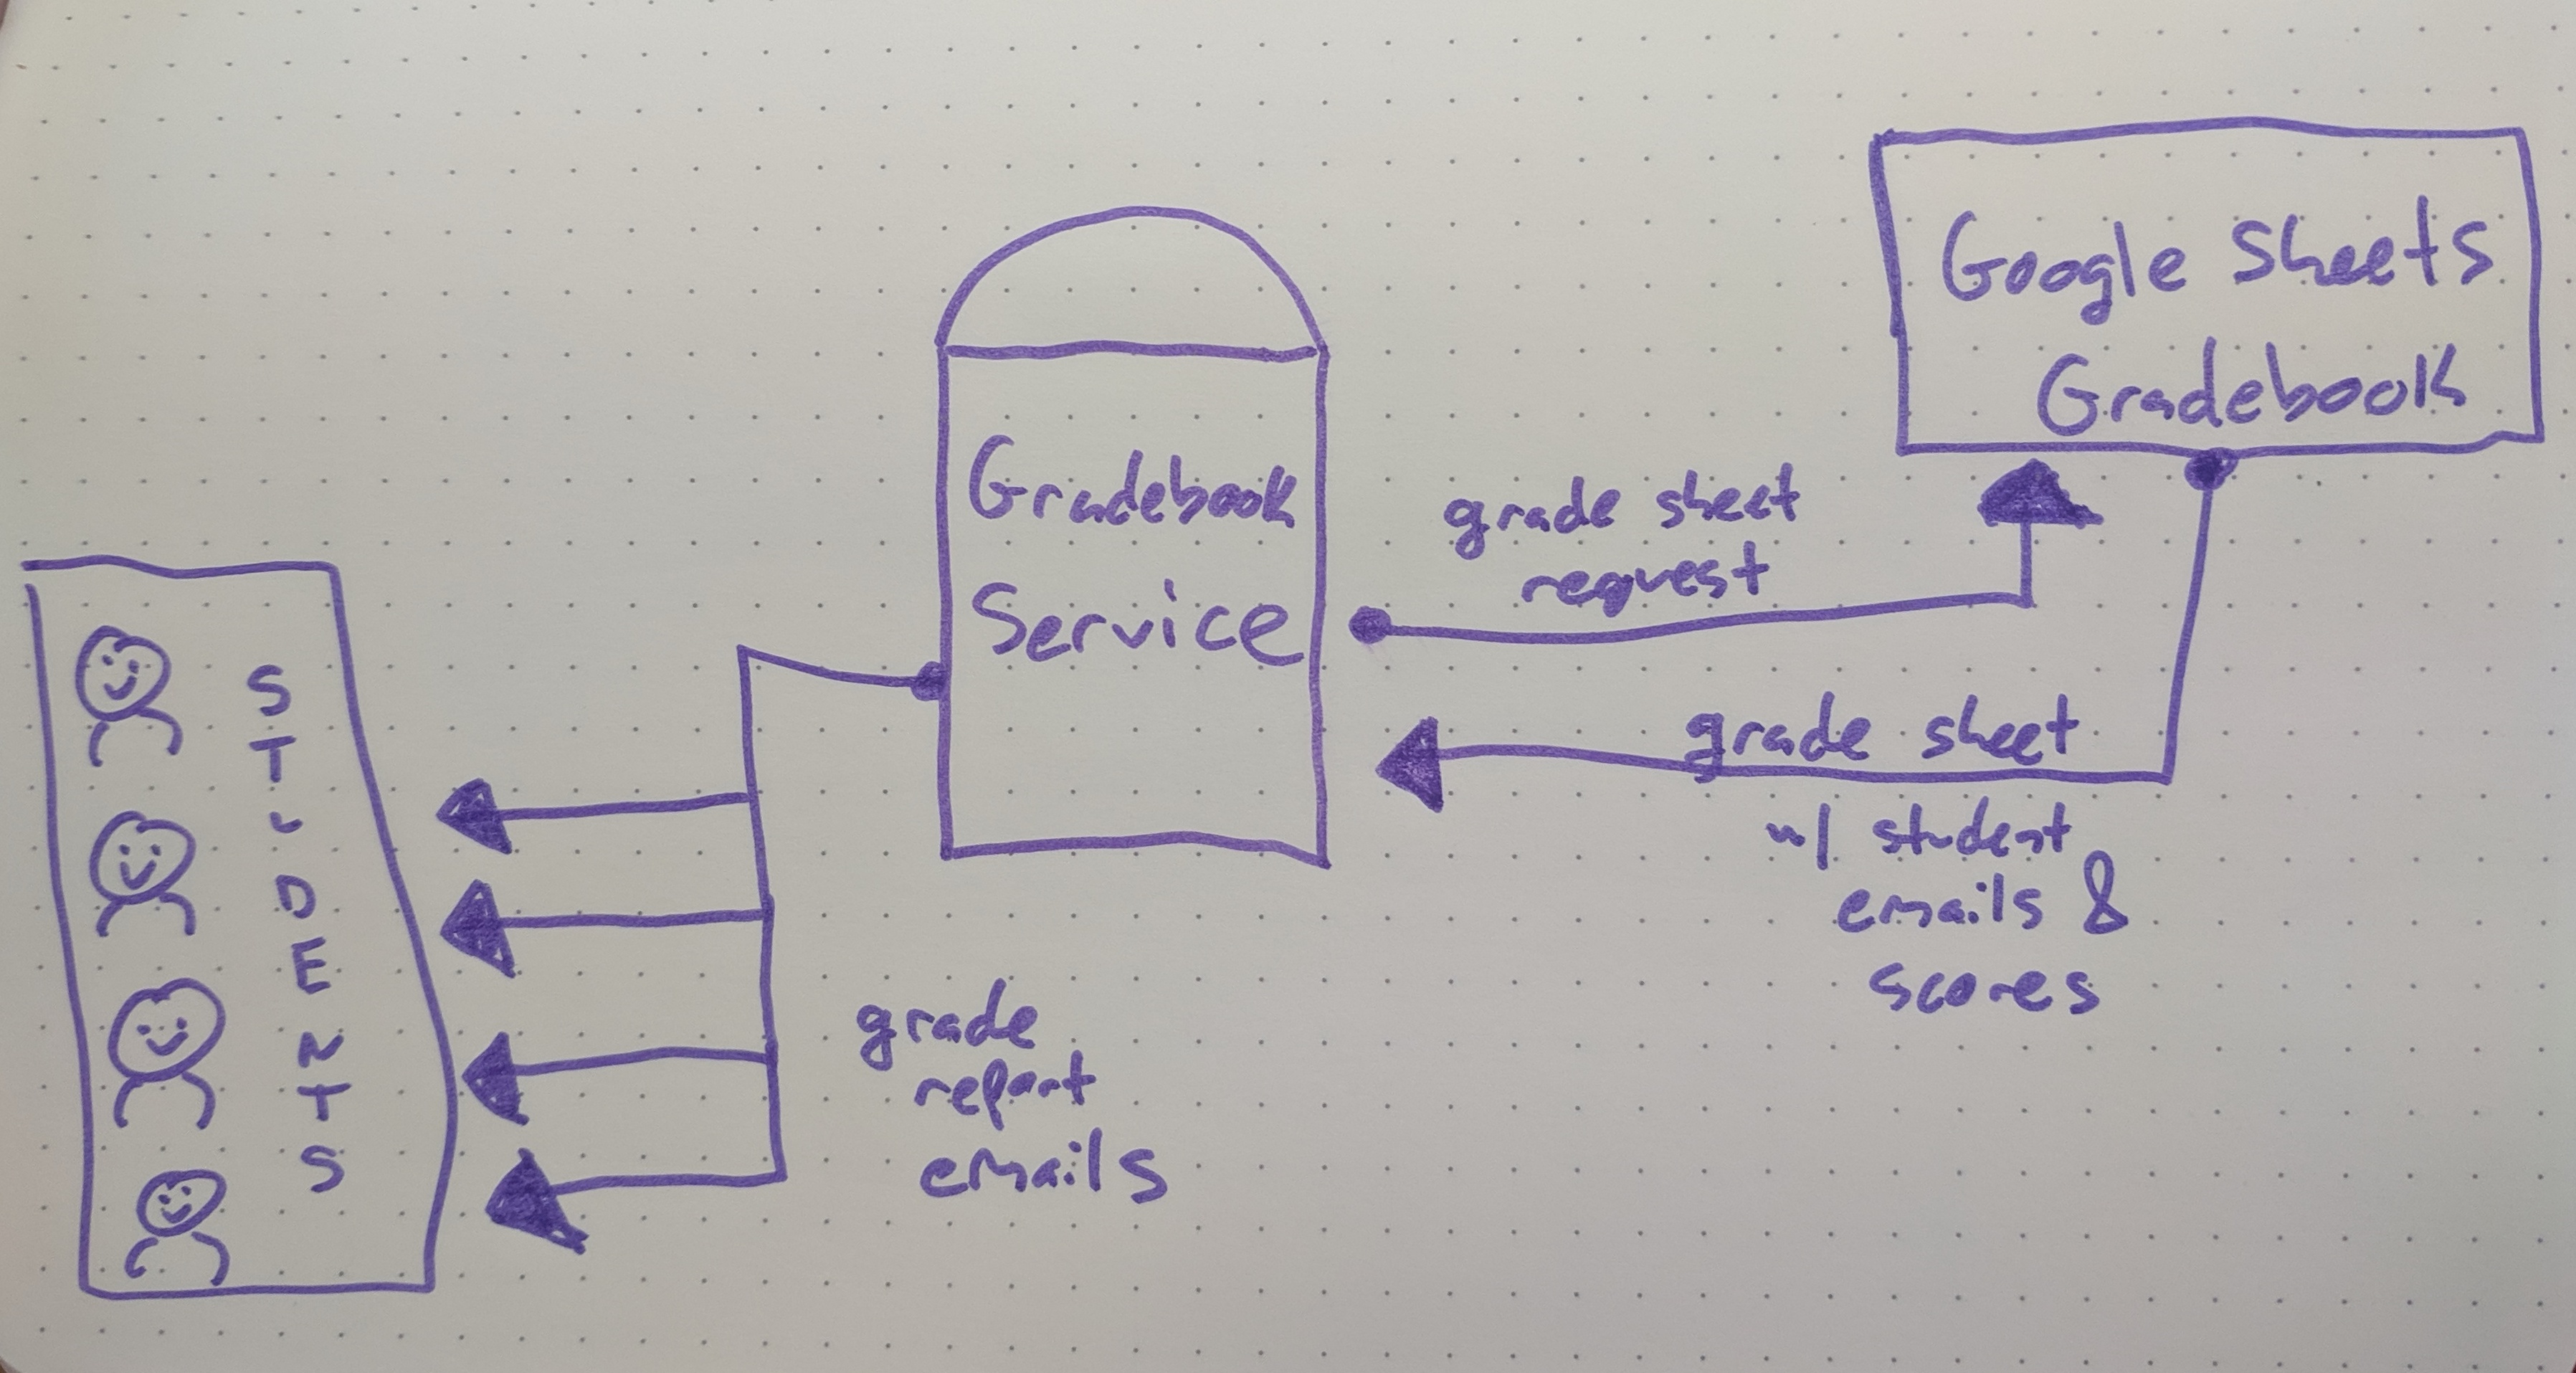 Google Sheets
Gradebook
Gradebook
Service
grade sheet
request
grade sheet
w/ student
emails &
scores
STUDENTS
grade
report
emails